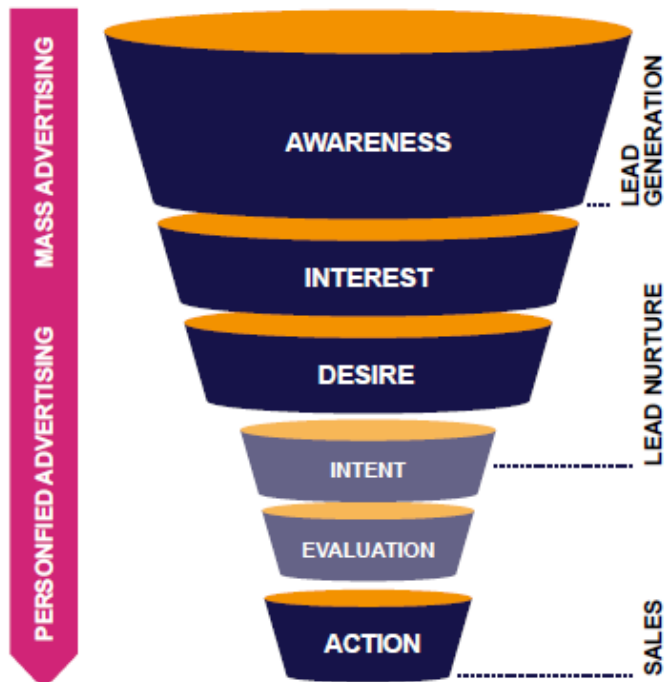 MASS ADVERTISING
PERSONFIED ADVERTISING
AWARENESS
INTEREST
DESIRE
INTENT
EVALUATION
ACTION
LEAD
GENERATION
LEAD NURTURE
SALES